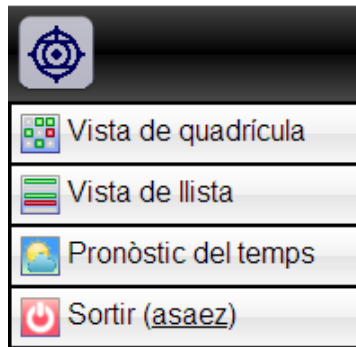 Vista de quadrícula
Vista de llista
Pronòstic del temps
Sortir (asaez)